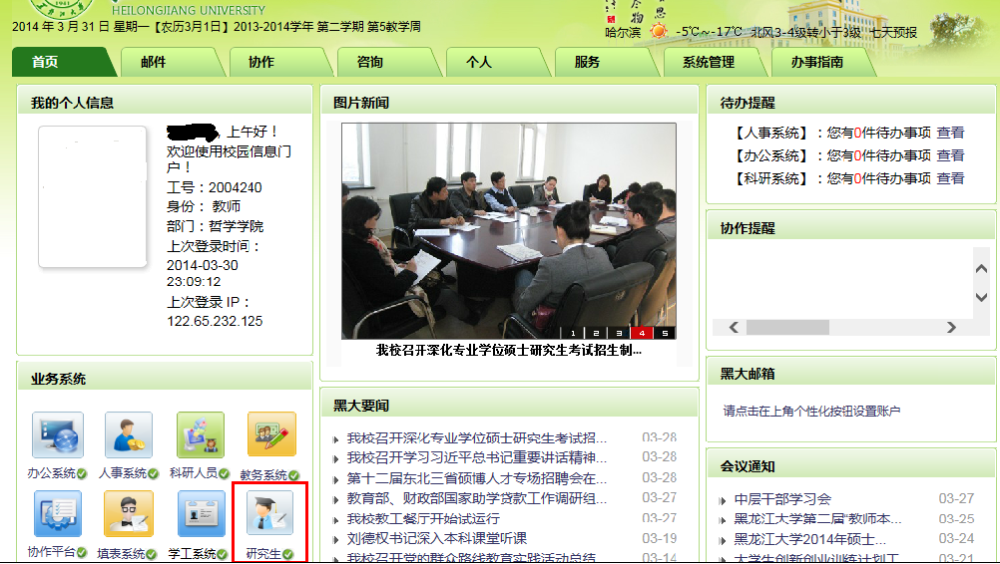 HEILONGJIANG UNIVERSITY
2014 年 3 月 31 日 星期一【农历3月1日】2013-2014学年 第二学期 第5教学周
哈尔滨 -5℃~-17℃ 北风3-4级转小于3级 七天预报
首页 邮件 协作 咨询 个人 服务 系统管理 办事指南
我的个人信息
，上午好！
欢迎使用校园信息门
户！
工号：2004240
身份： 教师
部门：哲学学院
上次登录时间：
2014-03-30
23:09:12
上次登录 IP：
122.65.232.125
业务系统
办公系统 人事系统 科研人员 教务系统
协作平台 填表系统 学工系统 研究生
图片新闻
1 2 3 4 5
我校召开深化专业学位硕士研究生考试招生制...
黑大要闻
我校召开深化专业学位硕士研究生考试招... 03-28
我校召开学习习近平总书记重要讲话精神... 03-28
第十二届东北三省硕博人才专场招聘会在... 03-28
教育部、财政部国家助学贷款工作调研组... 03-27
我校教工餐厅开始试运行 03-27
刘德权书记深入本科课堂听课 03-19
我校召开党的群众路线教育实践活动总结 03-14
待办提醒
【人事系统】：您有0件待办事项 查看
【办公系统】：您有0件待办事项 查看
【科研系统】：您有0件待办事项 查看
协作提醒
黑大邮箱
请点击在上角个性化按钮设置账户
会议通知
中层干部学习会 03-27
黑龙江大学第二届“教师本... 03-25
黑龙江大学2014年硕士... 03-24
大学生创新创业训练计划工 03-21